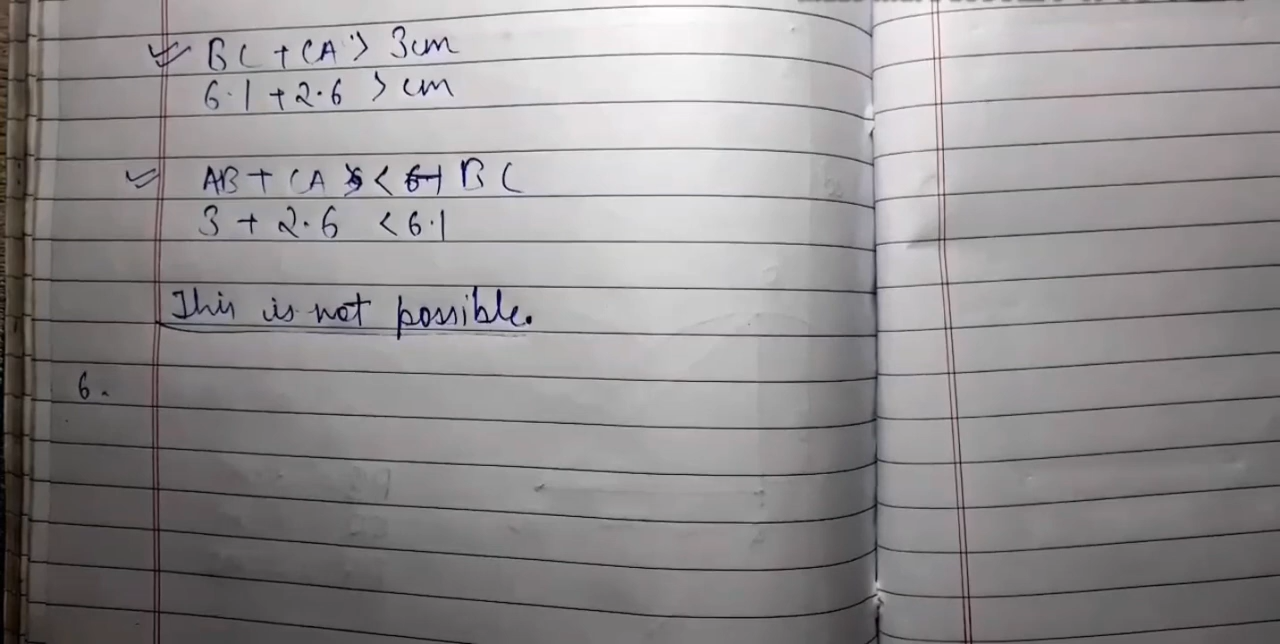 BC + CA > 3cm
6.1 + 2.6 > cm
AB + CA < BC
3 + 2.6 < 6.1
This is not possible.
6.